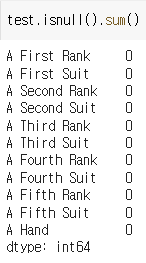 test.isnull().sum()
A First Rank 0
A First Suit 0
A Second Rank 0
A Second Suit 0
A Third Rank 0
A Third Suit 0
A Fourth Rank 0
A Fourth Suit 0
A Fifth Rank 0
A Fifth Suit 0
A Hand 0
dtype: int64